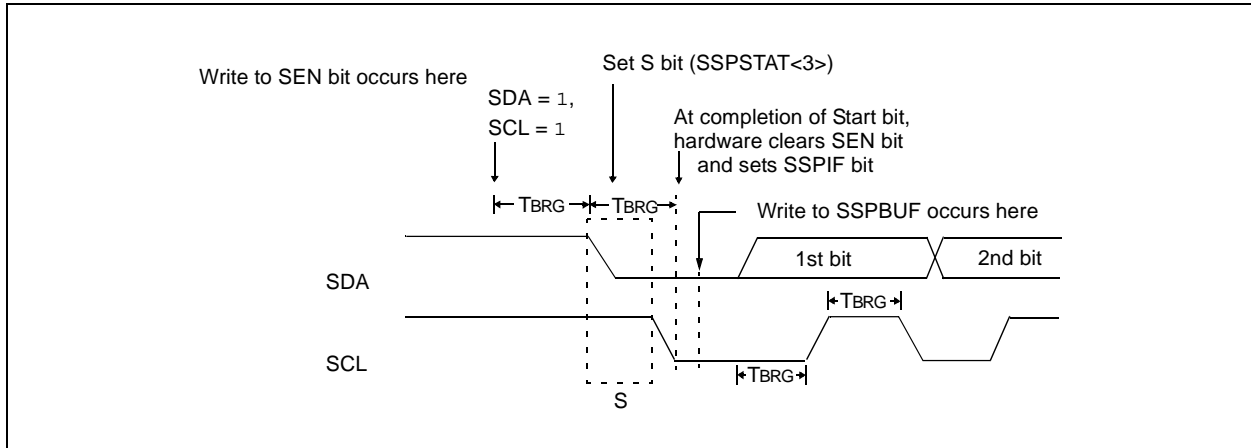 Set S bit (SSPSTAT<3>)
Write to SEN bit occurs here
SDA = 1,
SCL = 1
At completion of Start bit,
hardware clears SEN bit
and sets SSPIF bit
TBRG
TBRG
Write to SSPBUF occurs here
SDA
1st bit
2nd bit
TBRG
SCL
TBRG
S